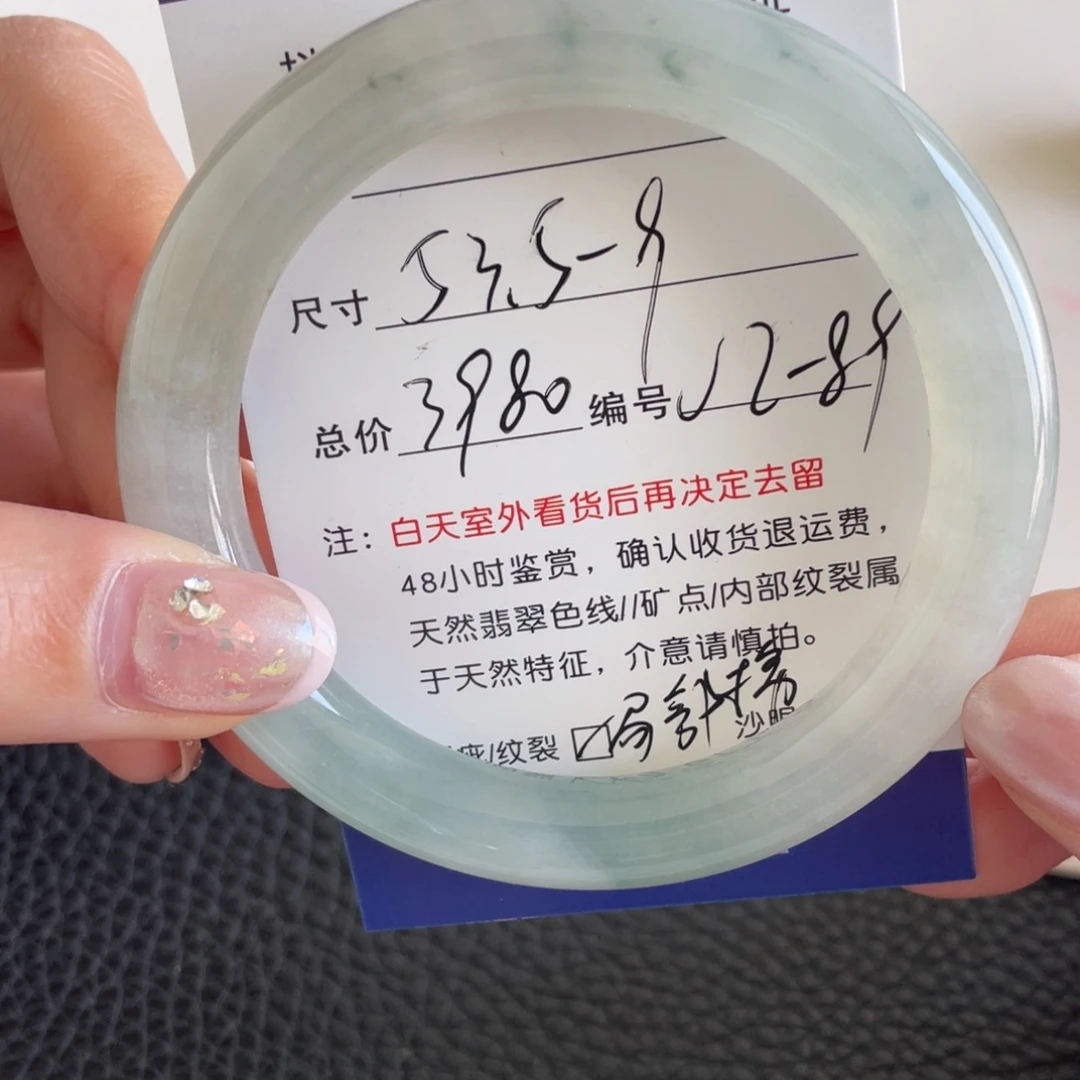 尺寸 53.5-9
总价 3980 编号 J2-89
注：白天室外看货后再决定去留
48小时鉴赏，确认收货退运费，
天然翡翠色线//矿点/内部纹裂属
于天然特征，介意请慎拍。
/纹裂 ☑